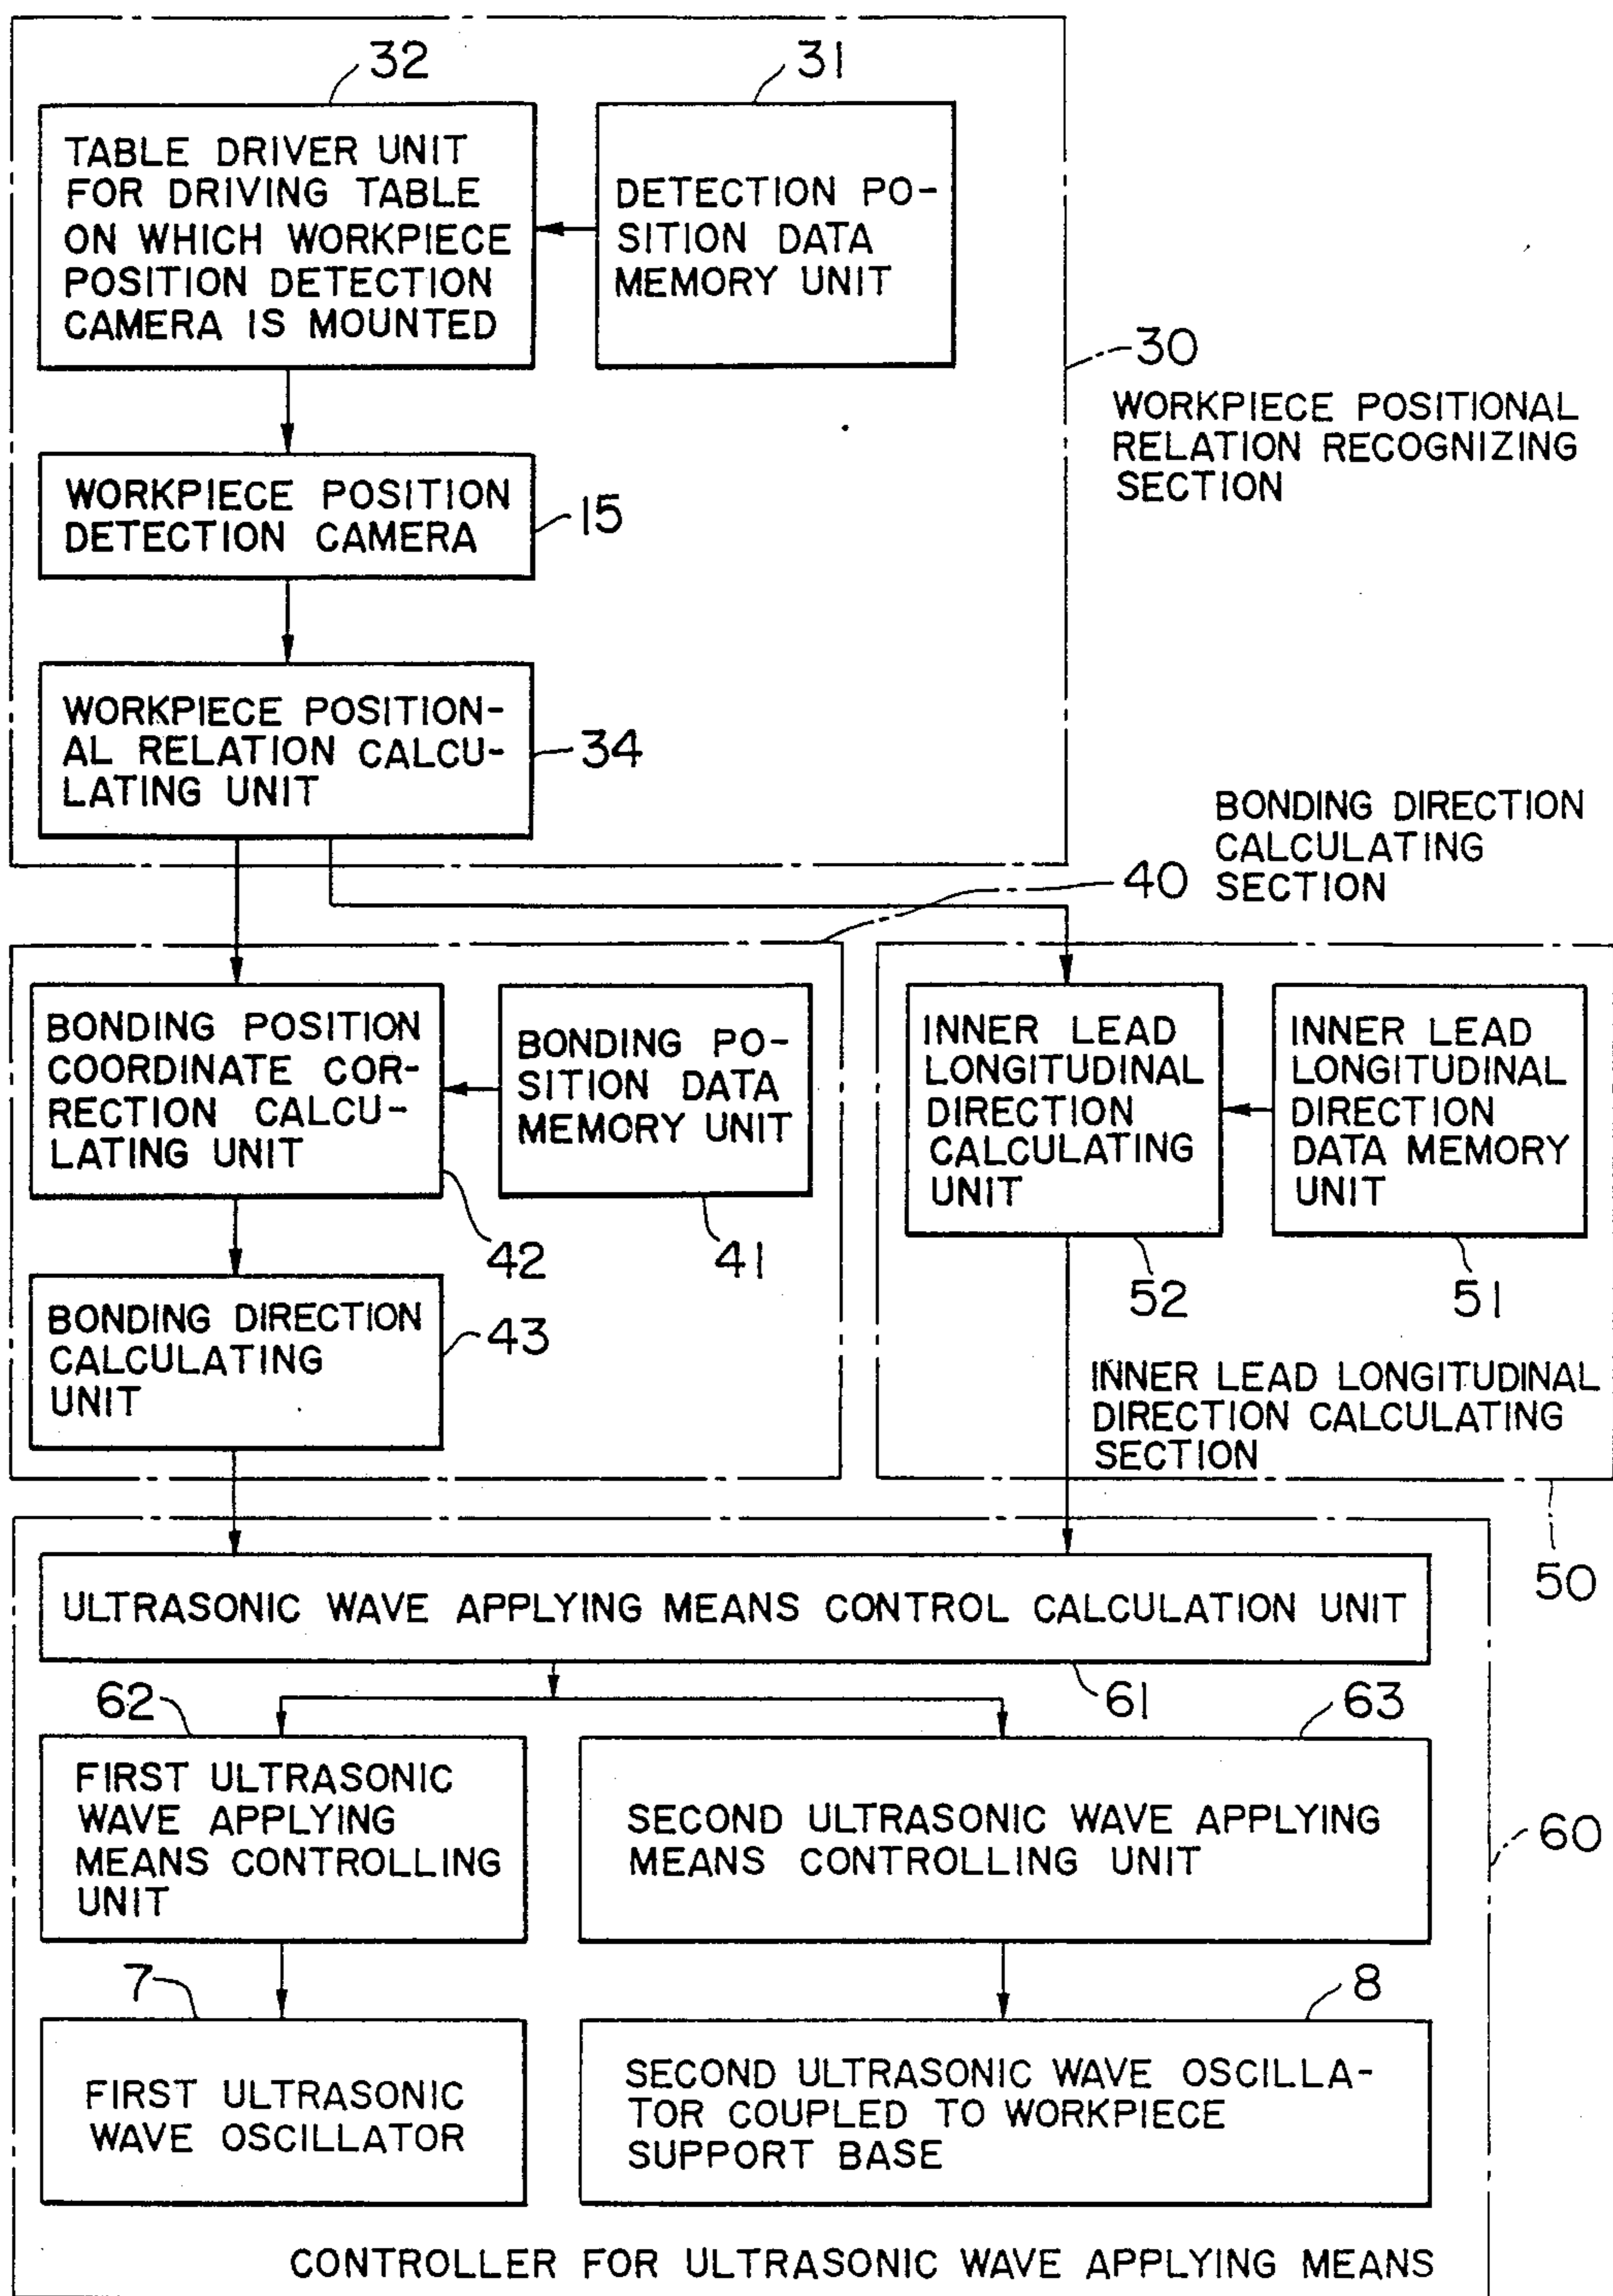 32
31
TABLE DRIVER UNIT
FOR DRIVING TABLE
ON WHICH WORKPIECE
POSITION DETECTION
CAMERA IS MOUNTED
DETECTION PO-
SITION DATA
MEMORY UNIT
30
WORKPIECE POSITIONAL
RELATION RECOGNIZING
SECTION
WORKPIECE POSITION
DETECTION CAMERA
15
WORKPIECE POSITION-
AL RELATION CALCU-
LATING UNIT
34
BONDING DIRECTION
CALCULATING
SECTION
40
BONDING POSITION
COORDINATE COR-
RECTION CALCU-
LATING UNIT
BONDING PO-
SITION DATA
MEMORY UNIT
INNER LEAD
LONGITUDINAL
DIRECTION
CALCULATING
UNIT
INNER LEAD
LONGITUDINAL
DIRECTION
DATA MEMORY
UNIT
42
41
52
51
BONDING DIRECTION
CALCULATING
UNIT
43
INNER LEAD LONGITUDINAL
DIRECTION CALCULATING
SECTION
50
ULTRASONIC WAVE APPLYING MEANS CONTROL CALCULATION UNIT
62
61
63
FIRST ULTRASONIC
WAVE APPLYING
MEANS CONTROLLING
UNIT
SECOND ULTRASONIC WAVE APPLYING
MEANS CONTROLLING UNIT
60
7
8
FIRST ULTRASONIC
WAVE OSCILLATOR
SECOND ULTRASONIC WAVE OSCILLA-
TOR COUPLED TO WORKPIECE
SUPPORT BASE
CONTROLLER FOR ULTRASONIC WAVE APPLYING MEANS